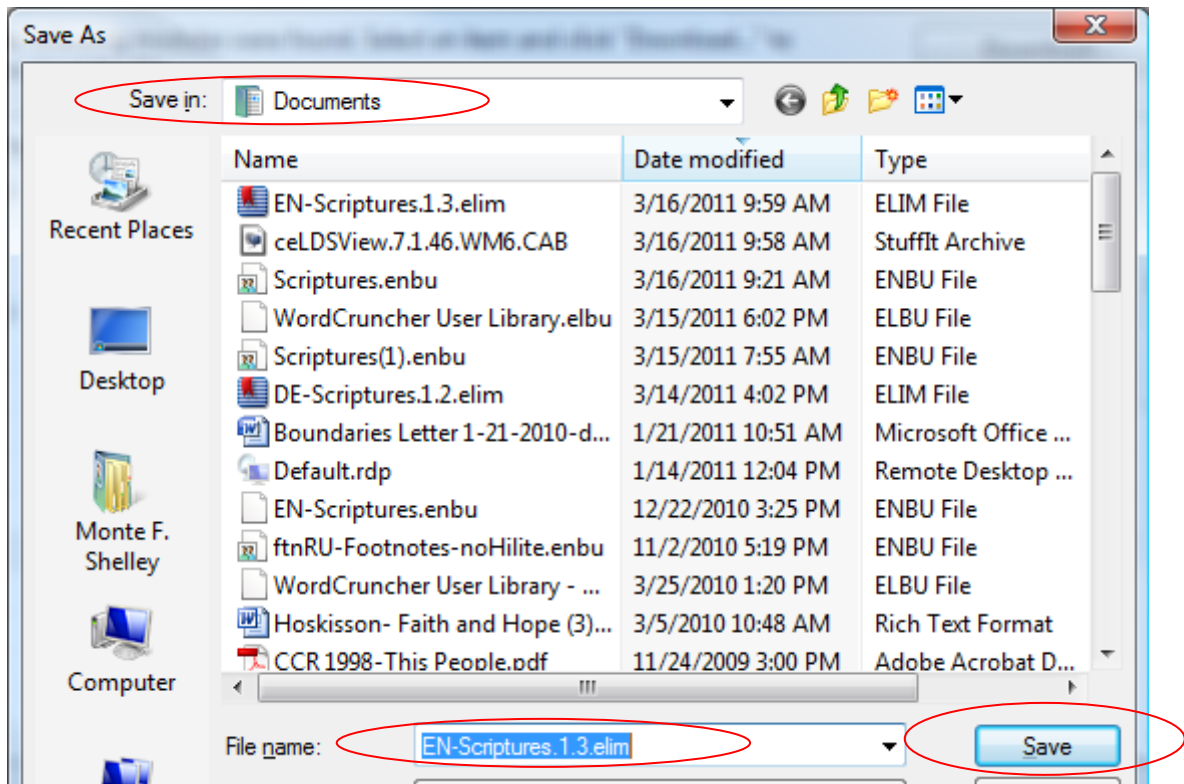 Save As
Save in: Documents
Name Date modified Type
EN-Scriptures.1.3.elim 3/16/2011 9:59 AM ELIM File
ceLDSView.7.1.46.WM6.CAB 3/16/2011 9:58 AM StuffIt Archive
Scriptures.enbu 3/16/2011 9:21 AM ENBU File
WordCruncher User Library.elbu 3/15/2011 6:02 PM ELBU File
Scriptures(1).enbu 3/15/2011 7:55 AM ENBU File
DE-Scriptures.1.2.elim 3/14/2011 4:02 PM ELIM File
Boundaries Letter 1-21-2010-d... 1/21/2011 10:51 AM Microsoft Office ...
Default.rdp 1/14/2011 12:04 PM Remote Desktop ...
EN-Scriptures.enbu 12/22/2010 3:25 PM ENBU File
ftnRU-Footnotes-noHilite.enbu 11/2/2010 5:19 PM ENBU File
WordCruncher User Library - ... 3/25/2010 1:20 PM ELBU File
Hoskisson- Faith and Hope (3)... 3/5/2010 10:48 AM Rich Text Format
CCR 1998-This People.pdf 11/24/2009 3:00 PM Adobe Acrobat D...
Recent Places
Desktop
Monte F.
Shelley
Computer
File name: EN-Scriptures.1.3.elim Save